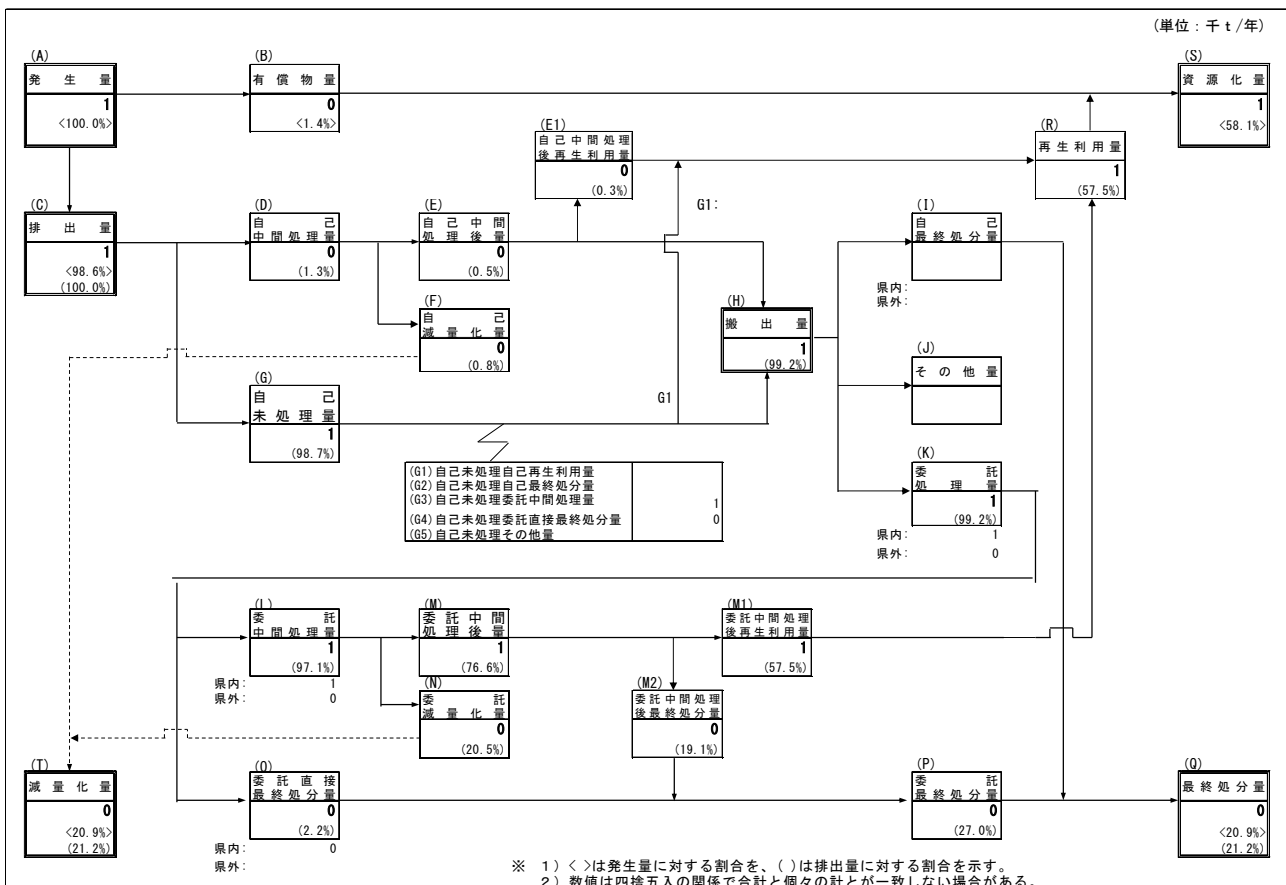 (単位：千ｔ/年)
(A)
発生量
1
<100.0%>
(B)
有償物量
0
<1.4%>
(S)
資源化量
1
<58.1%>
(E1)
自己中間処理
後再生利用量
0
(0.3%)
(R)
再生利用量
1
(57.5%)
G1:
(C)
排出量
1
<98.6%>
(100.0%)
(D)
自己
中間処理量
0
(1.3%)
(E)
自己中間
処理後量
0
(0.5%)
(I)
自己
最終処分量
県内:
県外:
(F)
自己
減量化量
0
(0.8%)
(H)
搬出量
1
(99.2%)
(J)
その他量
(G)
自己
未処理量
1
(98.7%)
G1
(G1)自己未処理自己再生利用量
(G2)自己未処理自己最終処分量
(G3)自己未処理委託中間処理量 1
(G4)自己未処理委託直接最終処分量 0
(G5)自己未処理その他量
(K)
委託
処理量
1
(99.2%)
県内: 1
県外: 0
(L)
委託
中間処理量
1
(97.1%)
県内: 1
県外: 0
(M)
委託中間
処理後量
1
(76.6%)
(M1)
委託中間処理
後再生利用量
1
(57.5%)
(N)
委託
減量化量
0
(20.5%)
(M2)
委託中間処理
後最終処分量
0
(19.1%)
(T)
減量化量
0
<20.9%>
(21.2%)
(O)
委託直接
最終処分量
0
(2.2%)
県内: 0
県外:
(P)
委託
最終処分量
0
(27.0%)
(Q)
最終処分量
0
<20.9%>
(21.2%)
※ 1)< >は発生量に対する割合を、( )は排出量に対する割合を示す。
2)数値は四捨五入の関係で合計と個々の計とが一致しない場合がある。